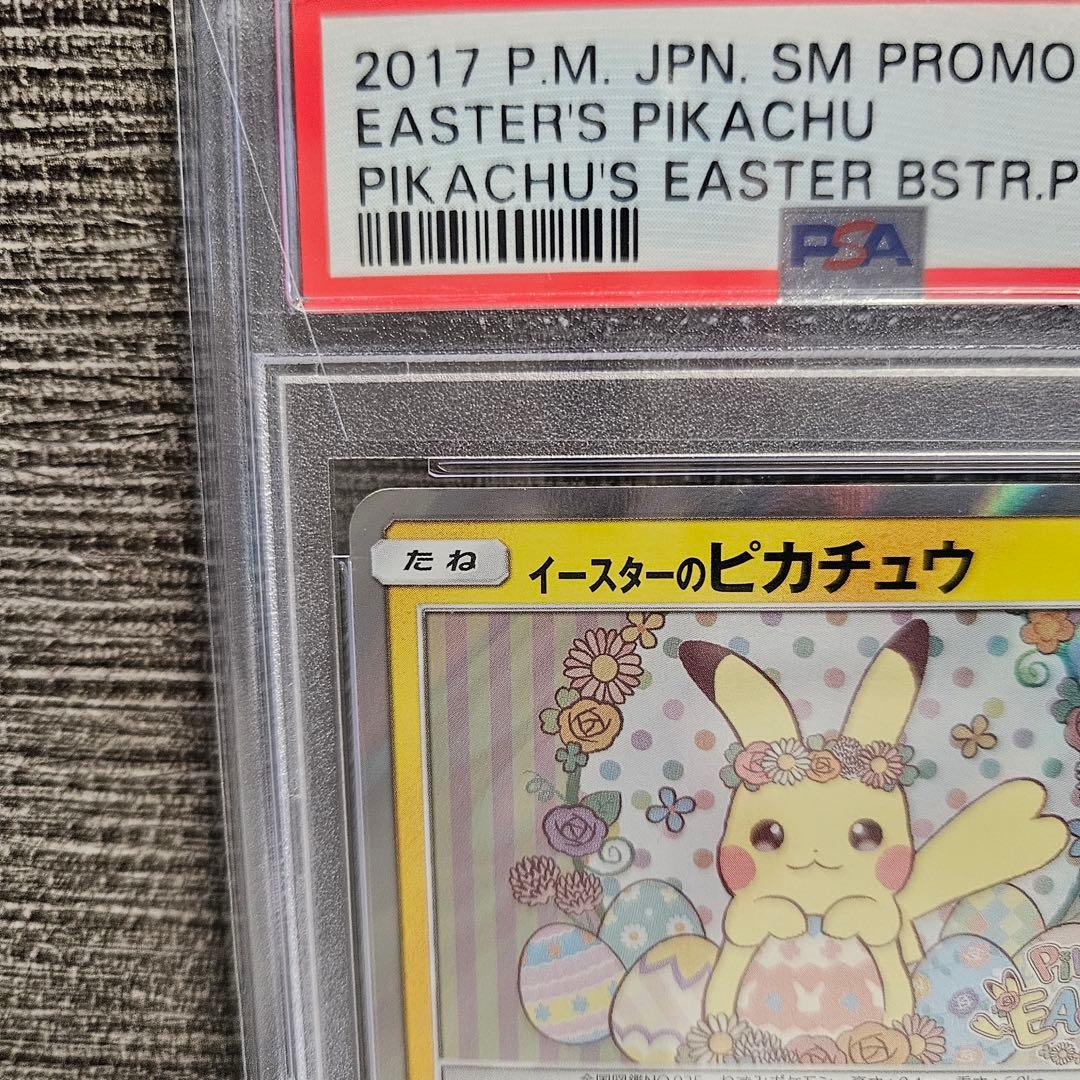 2017 P.M. JPN. SM PROMO
EASTER'S PIKACHU
PIKACHU'S EASTER BSTR.P
PSA
たね
イースターのピカチュウ